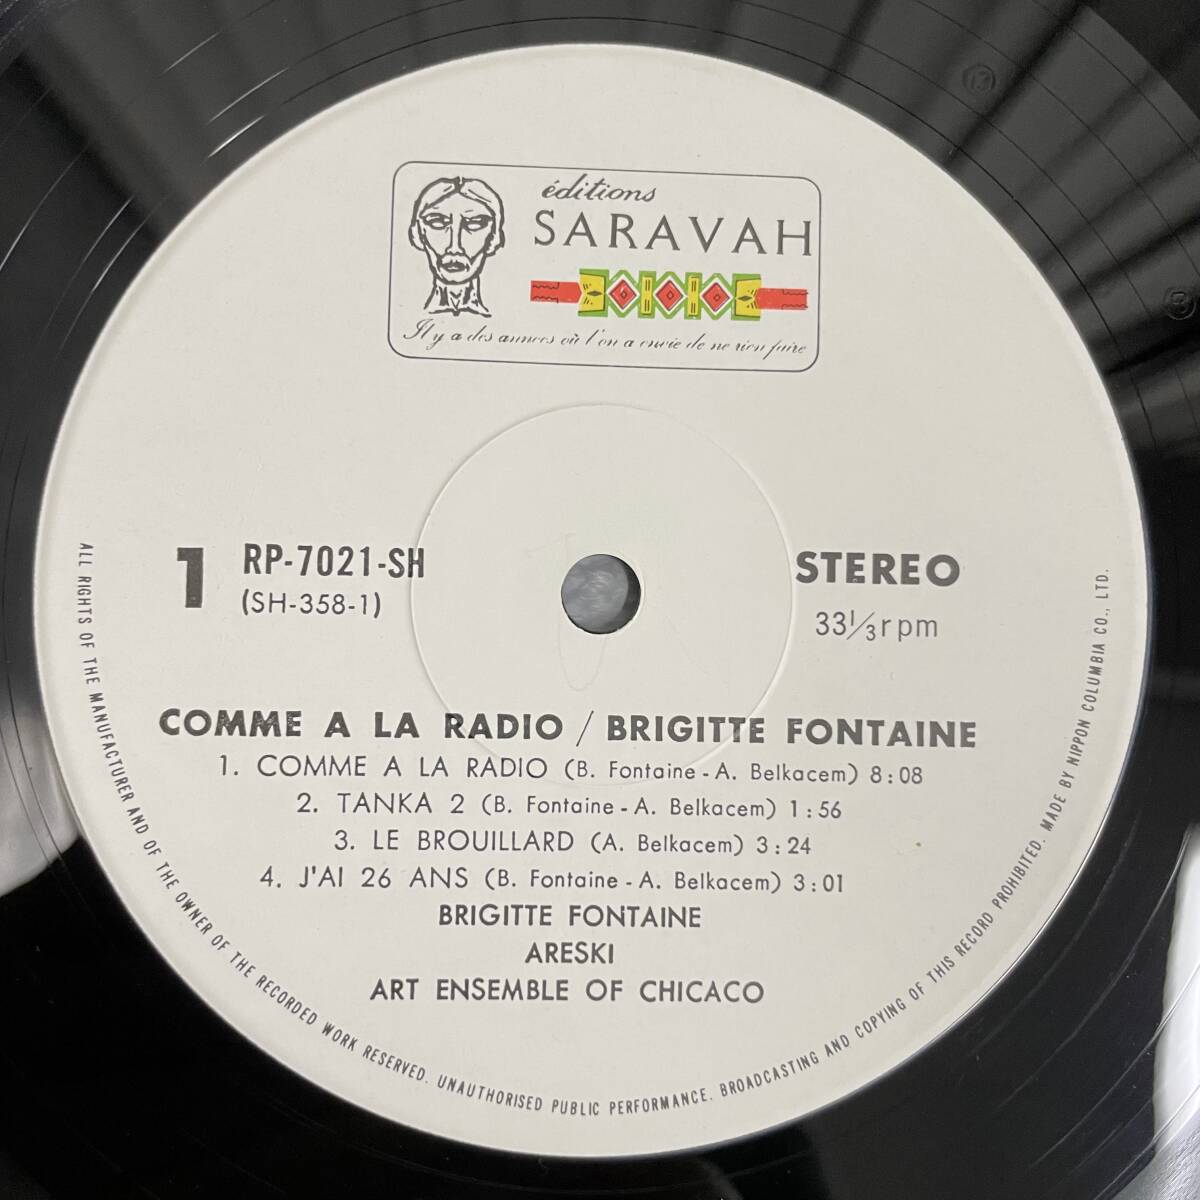 éditions
SARAVAH
Il y a des annees où l'on a envie de ne rien faire
1
RP-7021-SH
(SH-358-1)
STEREO
33 1/3 rpm
COMME A LA RADIO / BRIGITTE FONTAINE
1. COMME A LA RADIO (B. Fontaine - A. Belkacem) 8:08
2. TANKA 2 (B. Fontaine - A. Belkacem) 1:56
3. LE BROUILLARD (A. Belkacem) 3:24
4. J'AI 26 ANS (B. Fontaine - A. Belkacem) 3:01
BRIGITTE FONTAINE
ARESKI
ART ENSEMBLE OF CHICACO
ALL RIGHTS OF THE MANUFACTURER AND OF THE OWNER OF THE RECORDED WORK RESERVED. UNAUTHORISED PUBLIC PERFORMANCE. BROADCASTING AND COPYING OF THIS RECORD PROHIBITED. MADE BY NIPPON COLUMBIA CO., LTD.